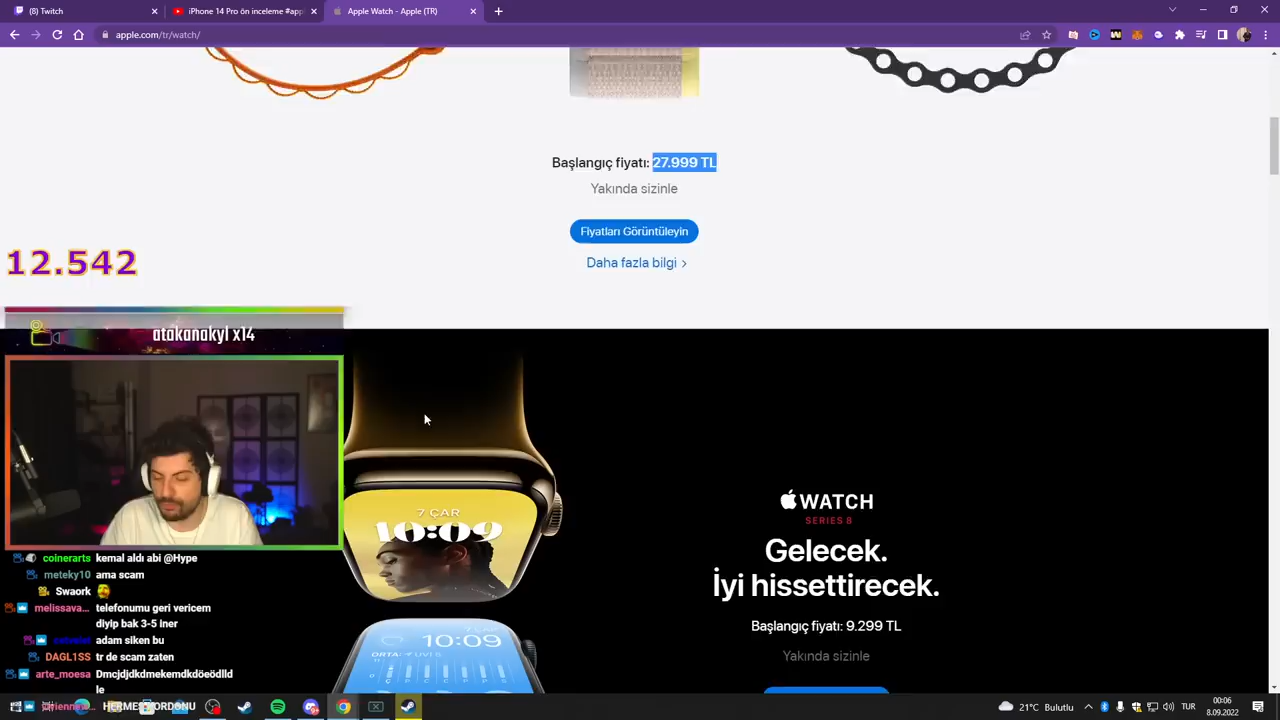 (8) Twitch
iPhone 14 Pro ön inceleme #appl
Apple Watch - Apple (TR)
apple.com/tr/watch/
Başlangıç fiyatı: 27.999 TL
Yakında sizinle
Fiyatları Görüntüleyin
Daha fazla bilgi >
12.542
atakanakyl x14
7 ÇAR
10:09
10:09
WATCH
SERIES 8
Gelecek.
İyi hissettirecek.
Başlangıç fiyatı: 9.299 TL
Yakında sizinle
coinerarts kemal aldı abi @Hype
meteky10 ama scam
Swaork
melissava... telefonumu geri vericem
diyip bak 3-5 iner
adam siken bu
DAGL1SS tr de scam zaten
arte_moesa Dmcjdjdkdmekemdkdöeödlld
le
HERMES KORDONU
21°C Bulutlu
TUR
00:06
8.09.2022